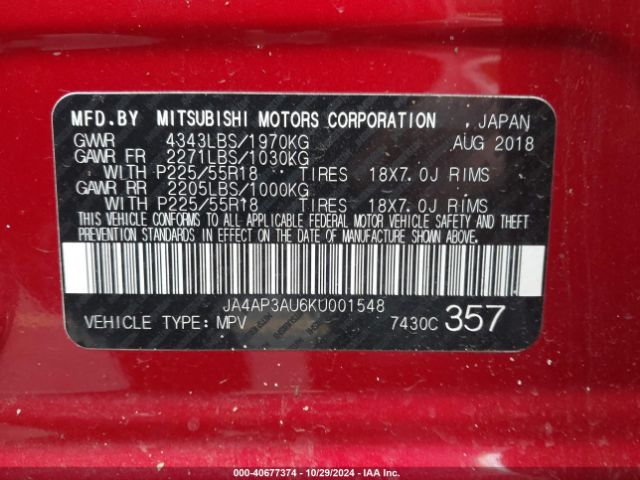 MFD.BY MITSUBISHI MOTORS CORPORATION , JAPAN
GVWR 4343LBS/1970KG AUG 2018
GAWR FR 2271LBS/1030KG
WITH P225/55R18 TIRES 18X7.0J RIMS
GAWR RR 2205LBS/1000KG
WITH P225/55R18 TIRES 18X7.0J RIMS
THIS VEHICLE CONFORMS TO ALL APPLICABLE FEDERAL MOTOR VEHICLE SAFETY AND THEFT
PREVENTION STANDARDS IN EFFECT ON THE DATE OF MANUFACTURE SHOWN ABOVE.
JA4AP3AU6KU001548
VEHICLE TYPE: MPV 7430C 357
000-40677374 - 10/29/2024 - IAA Inc.